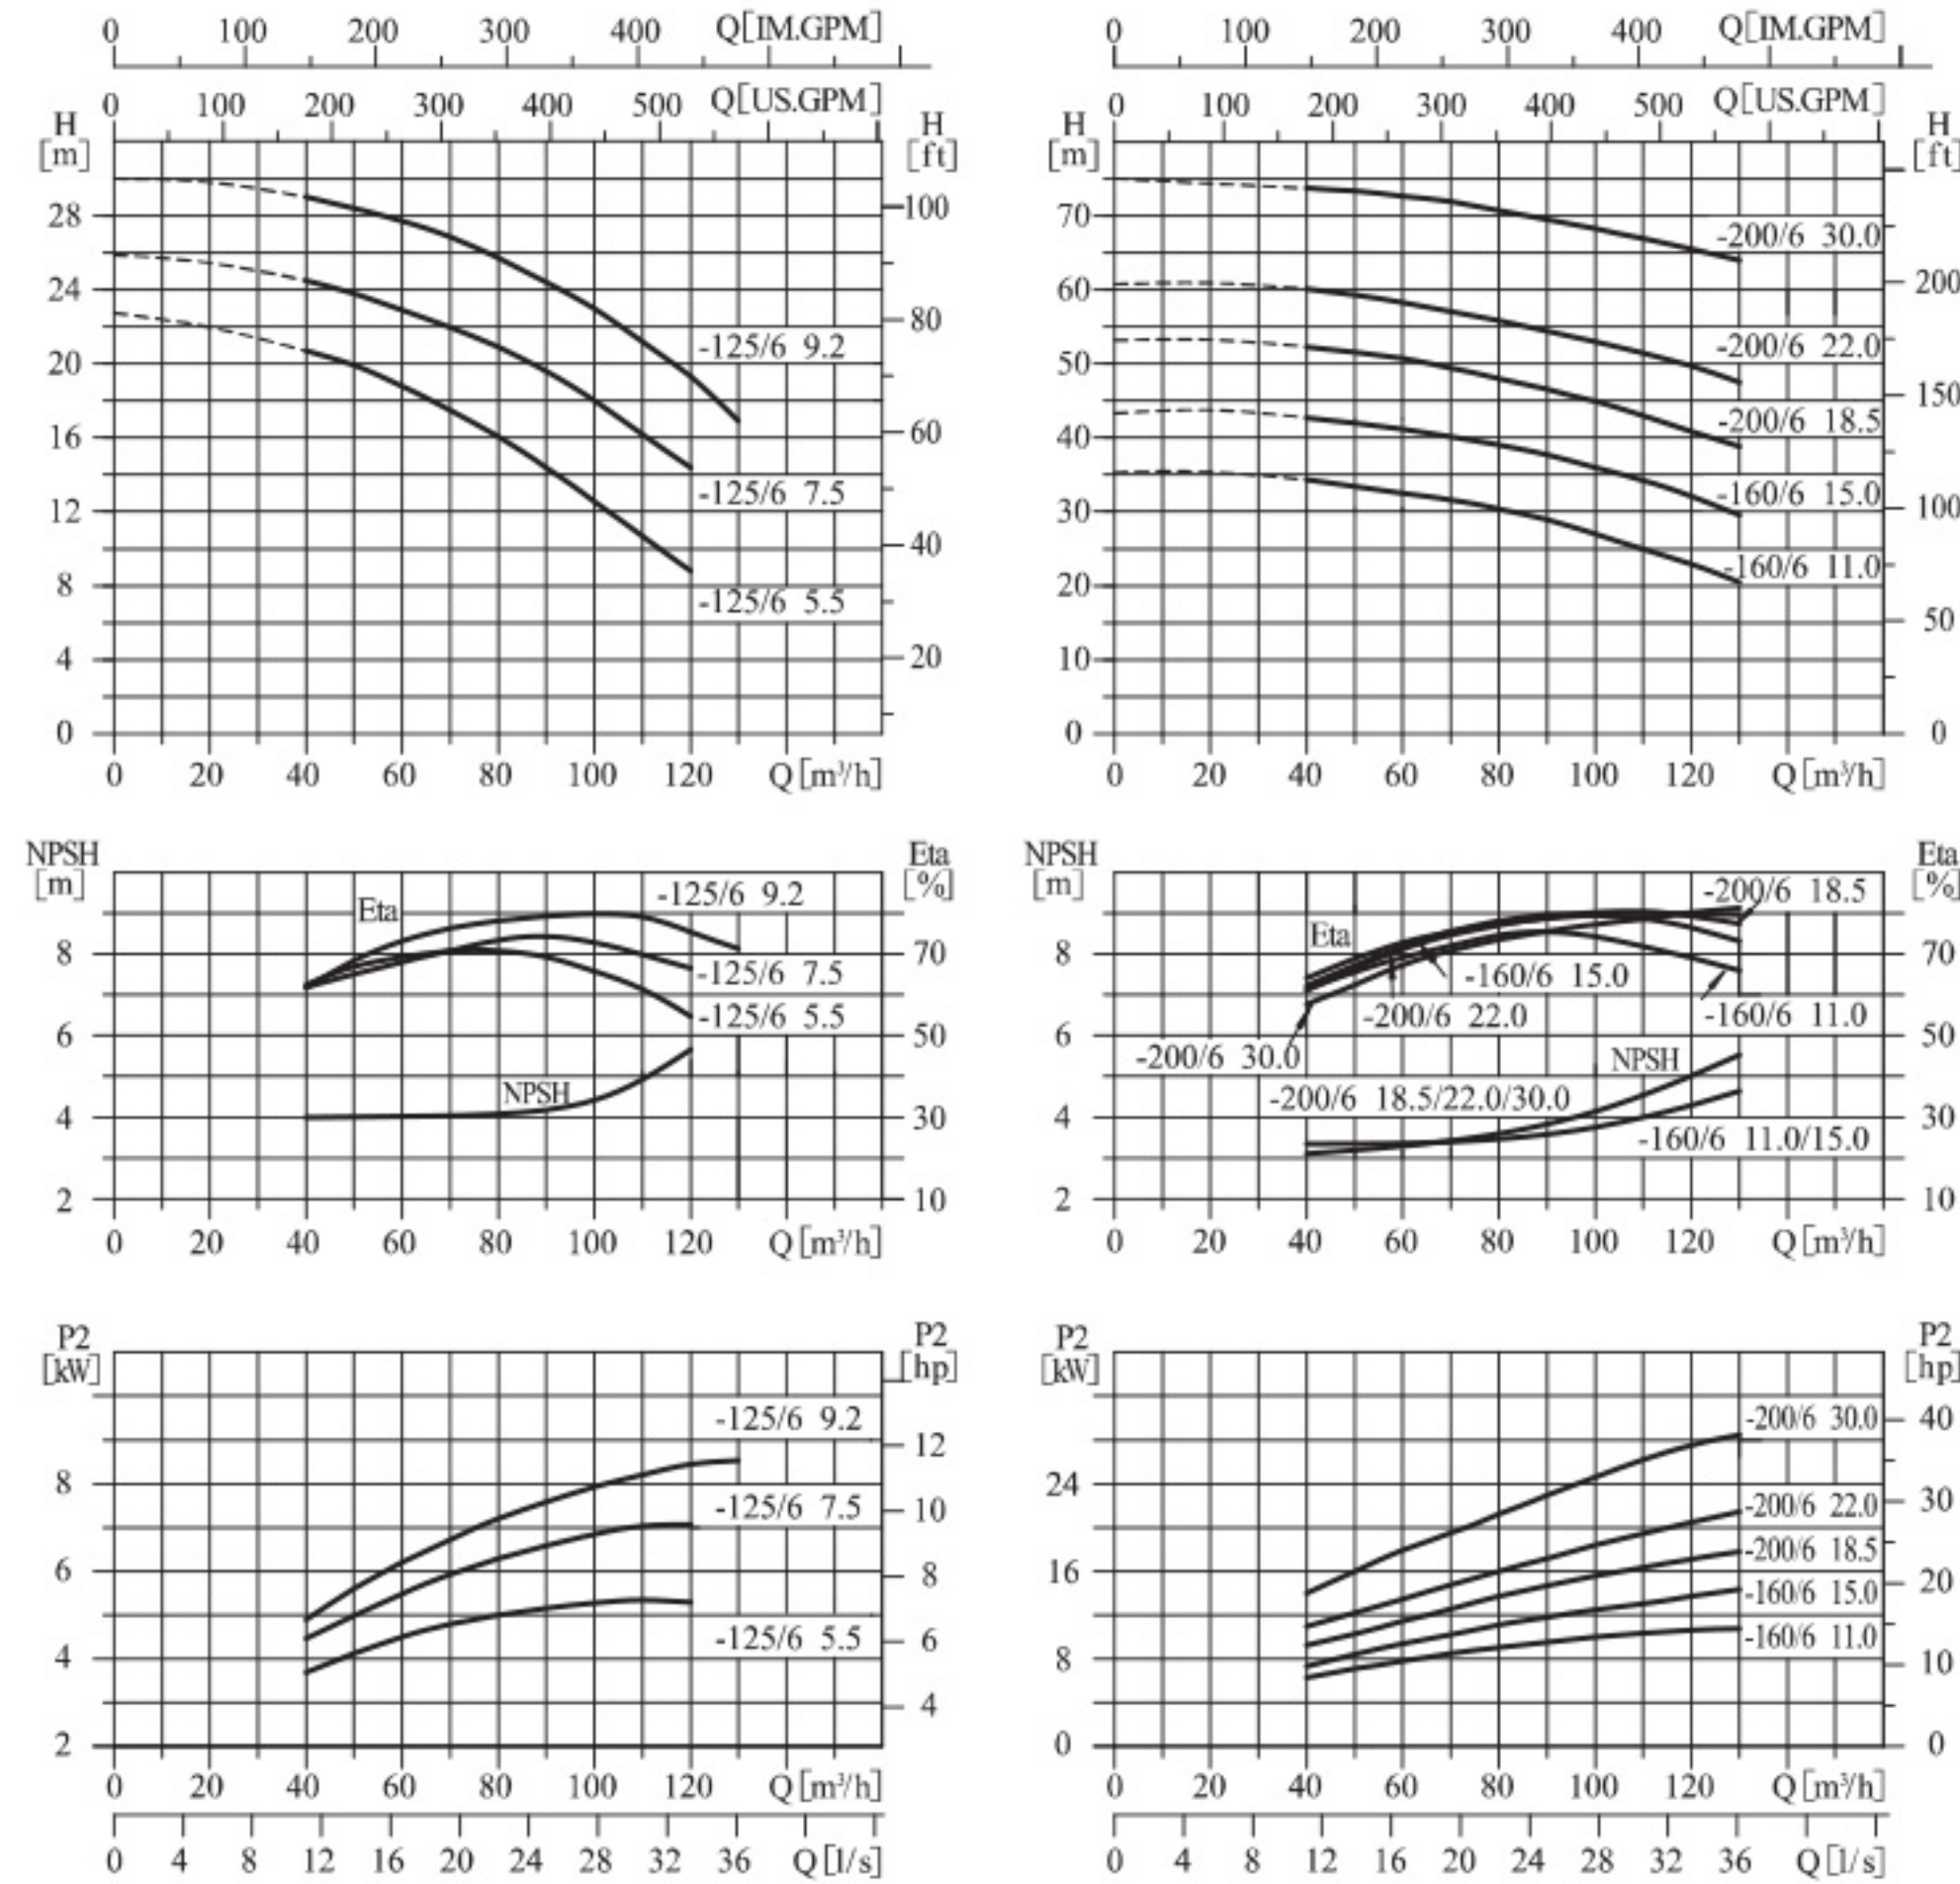 0 100 200 300 400 Q[IM.GPM]
0 100 200 300 400 500 Q[US.GPM]
H
[m]
H
[ft]
28
24
20
16
12
8
4
0
100
80
60
40
20
-125/6 9.2
-125/6 7.5
-125/6 5.5
0 20 40 60 80 100 120 Q[m³/h]
0 100 200 300 400 Q[IM.GPM]
0 100 200 300 400 500 Q[US.GPM]
H
[m]
H
[ft]
70
60
50
40
30
20
10
0
200
150
100
50
0
-200/6 30.0
-200/6 22.0
-200/6 18.5
-160/6 15.0
-160/6 11.0
0 20 40 60 80 100 120 Q[m³/h]
NPSH
[m]
Eta
[%]
8
6
4
2
70
50
30
10
Eta
-125/6 9.2
-125/6 7.5
-125/6 5.5
NPSH
0 20 40 60 80 100 120 Q[m³/h]
NPSH
[m]
Eta
[%]
8
6
4
2
70
50
30
10
-200/6 18.5
Eta
-160/6 15.0
-200/6 22.0
-160/6 11.0
-200/6 30.0
NPSH
-200/6 18.5/22.0/30.0
-160/6 11.0/15.0
0 20 40 60 80 100 120 Q[m³/h]
P2
[kW]
P2
[hp]
8
6
4
2
12
10
8
6
4
-125/6 9.2
-125/6 7.5
-125/6 5.5
0 20 40 60 80 100 120 Q[m³/h]
0 4 8 12 16 20 24 28 32 36 Q[l/s]
P2
[kW]
P2
[hp]
24
16
8
0
40
30
20
10
0
-200/6 30.0
-200/6 22.0
-200/6 18.5
-160/6 15.0
-160/6 11.0
0 20 40 60 80 100 120 Q[m³/h]
0 4 8 12 16 20 24 28 32 36 Q[l/s]